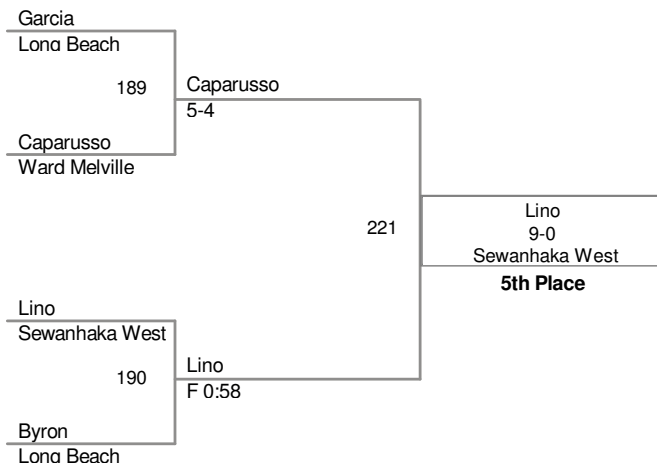 Garcia
Long Beach
189
Caparusso
5-4
Caparusso
Ward Melville
221
Lino
9-0
Sewanhaka West
5th Place
Lino
Sewanhaka West
190
Lino
F 0:58
Byron
Long Beach